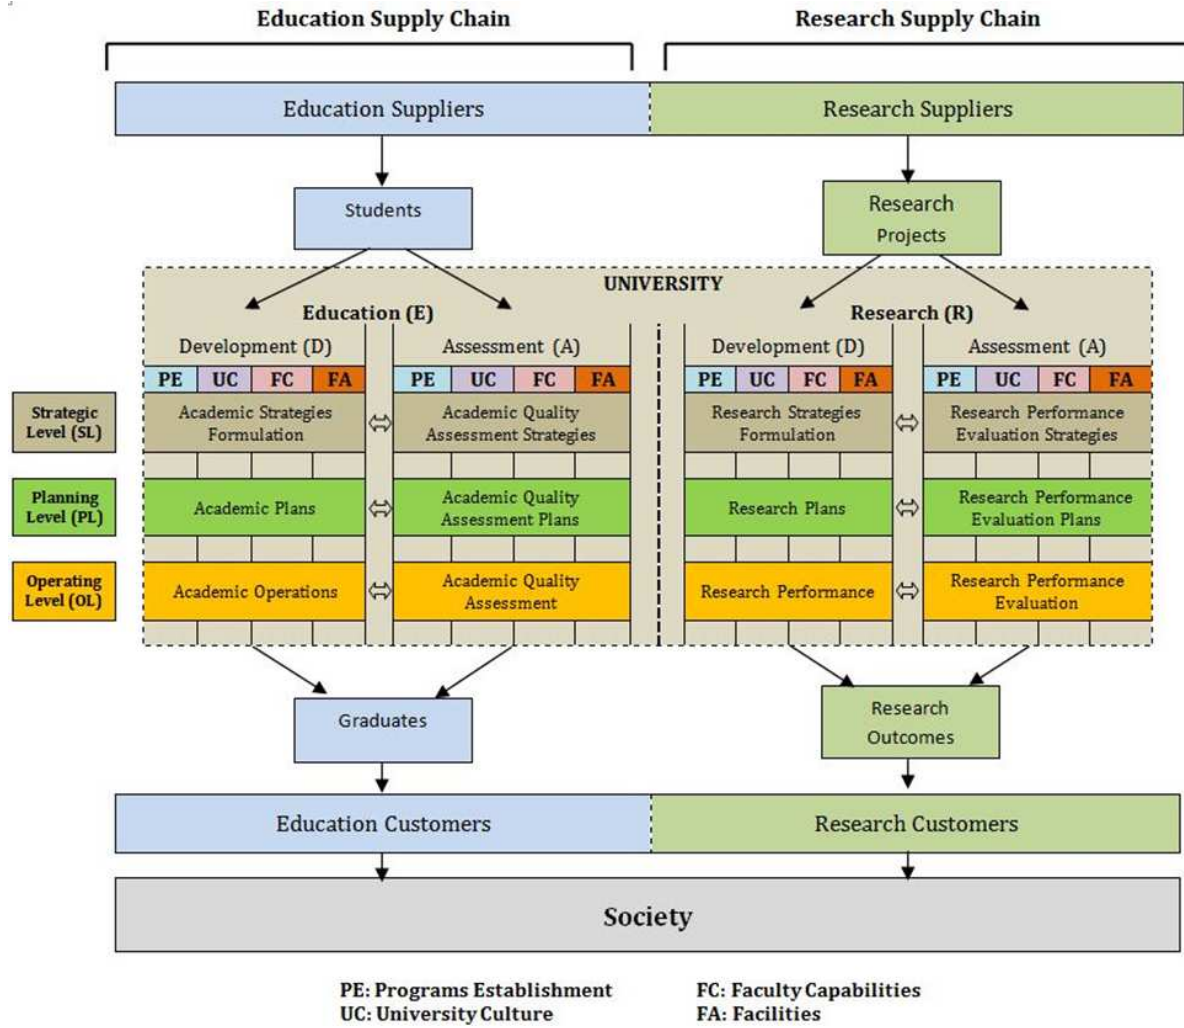 Education Supply Chain
Research Supply Chain
Education Suppliers
Research Suppliers
Students
Research
Projects
UNIVERSITY
Education (E)
Research (R)
Development (D)
Assessment (A)
Development (D)
Assessment (A)
PE UC FC FA
PE UC FC FA
PE UC FC FA
PE UC FC FA
Strategic
Level (SL)
Academic Strategies
Formulation
Academic Quality
Assessment Strategies
Research Strategies
Formulation
Research Performance
Evaluation Strategies
Planning
Level (PL)
Academic Plans
Academic Quality
Assessment Plans
Research Plans
Research Performance
Evaluation Plans
Operating
Level (OL)
Academic Operations
Academic Quality
Assessment
Research Performance
Research Performance
Evaluation
Graduates
Research
Outcomes
Education Customers
Research Customers
Society
PE: Programs Establishment
FC: Faculty Capabilities
UC: University Culture
FA: Facilities